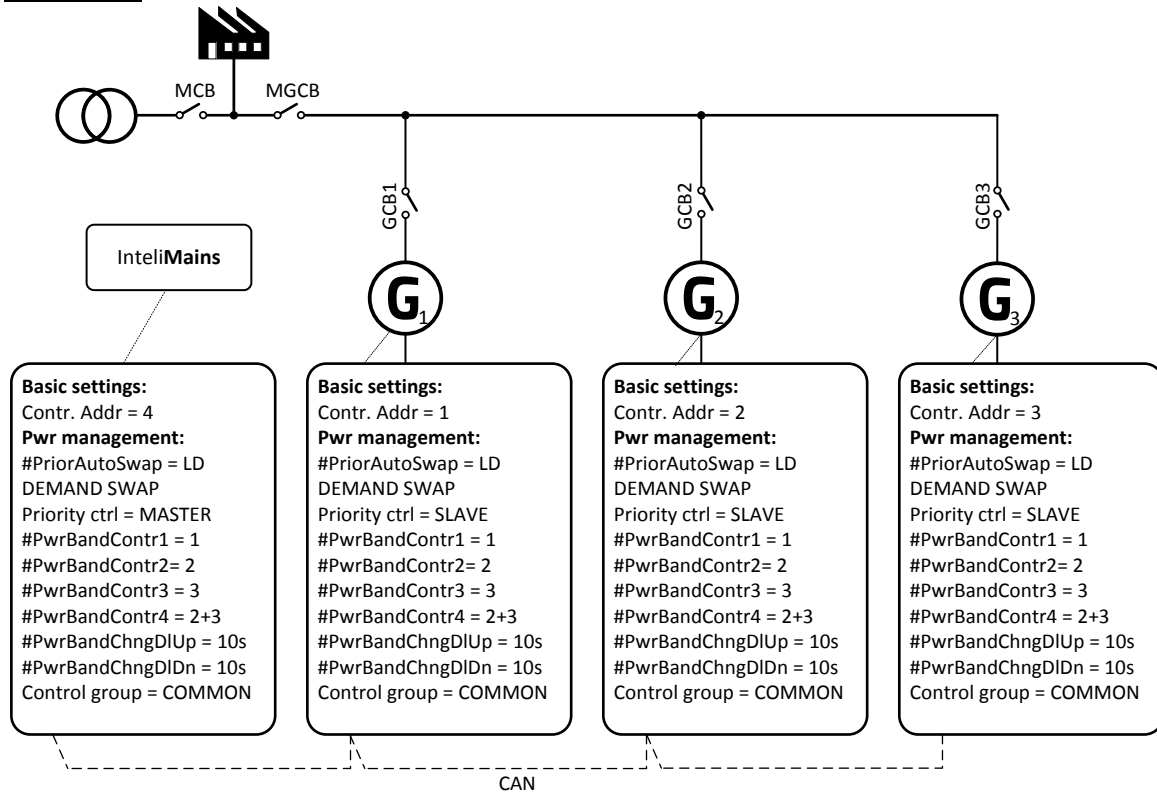 MCB
MGCB
GCB1
GCB2
GCB3
InteliMains
G1
G2
G3
Basic settings:
Contr. Addr = 4
Pwr management:
#PriorAutoSwap = LD
DEMAND SWAP
Priority ctrl = MASTER
#PwrBandContr1 = 1
#PwrBandContr2= 2
#PwrBandContr3 = 3
#PwrBandContr4 = 2+3
#PwrBandChngDlUp = 10s
#PwrBandChngDlDn = 10s
Control group = COMMON
Basic settings:
Contr. Addr = 1
Pwr management:
#PriorAutoSwap = LD
DEMAND SWAP
Priority ctrl = SLAVE
#PwrBandContr1 = 1
#PwrBandContr2= 2
#PwrBandContr3 = 3
#PwrBandContr4 = 2+3
#PwrBandChngDlUp = 10s
#PwrBandChngDlDn = 10s
Control group = COMMON
Basic settings:
Contr. Addr = 2
Pwr management:
#PriorAutoSwap = LD
DEMAND SWAP
Priority ctrl = SLAVE
#PwrBandContr1 = 1
#PwrBandContr2= 2
#PwrBandContr3 = 3
#PwrBandContr4 = 2+3
#PwrBandChngDlUp = 10s
#PwrBandChngDlDn = 10s
Control group = COMMON
Basic settings:
Contr. Addr = 3
Pwr management:
#PriorAutoSwap = LD
DEMAND SWAP
Priority ctrl = SLAVE
#PwrBandContr1 = 1
#PwrBandContr2= 2
#PwrBandContr3 = 3
#PwrBandContr4 = 2+3
#PwrBandChngDlUp = 10s
#PwrBandChngDlDn = 10s
Control group = COMMON
CAN